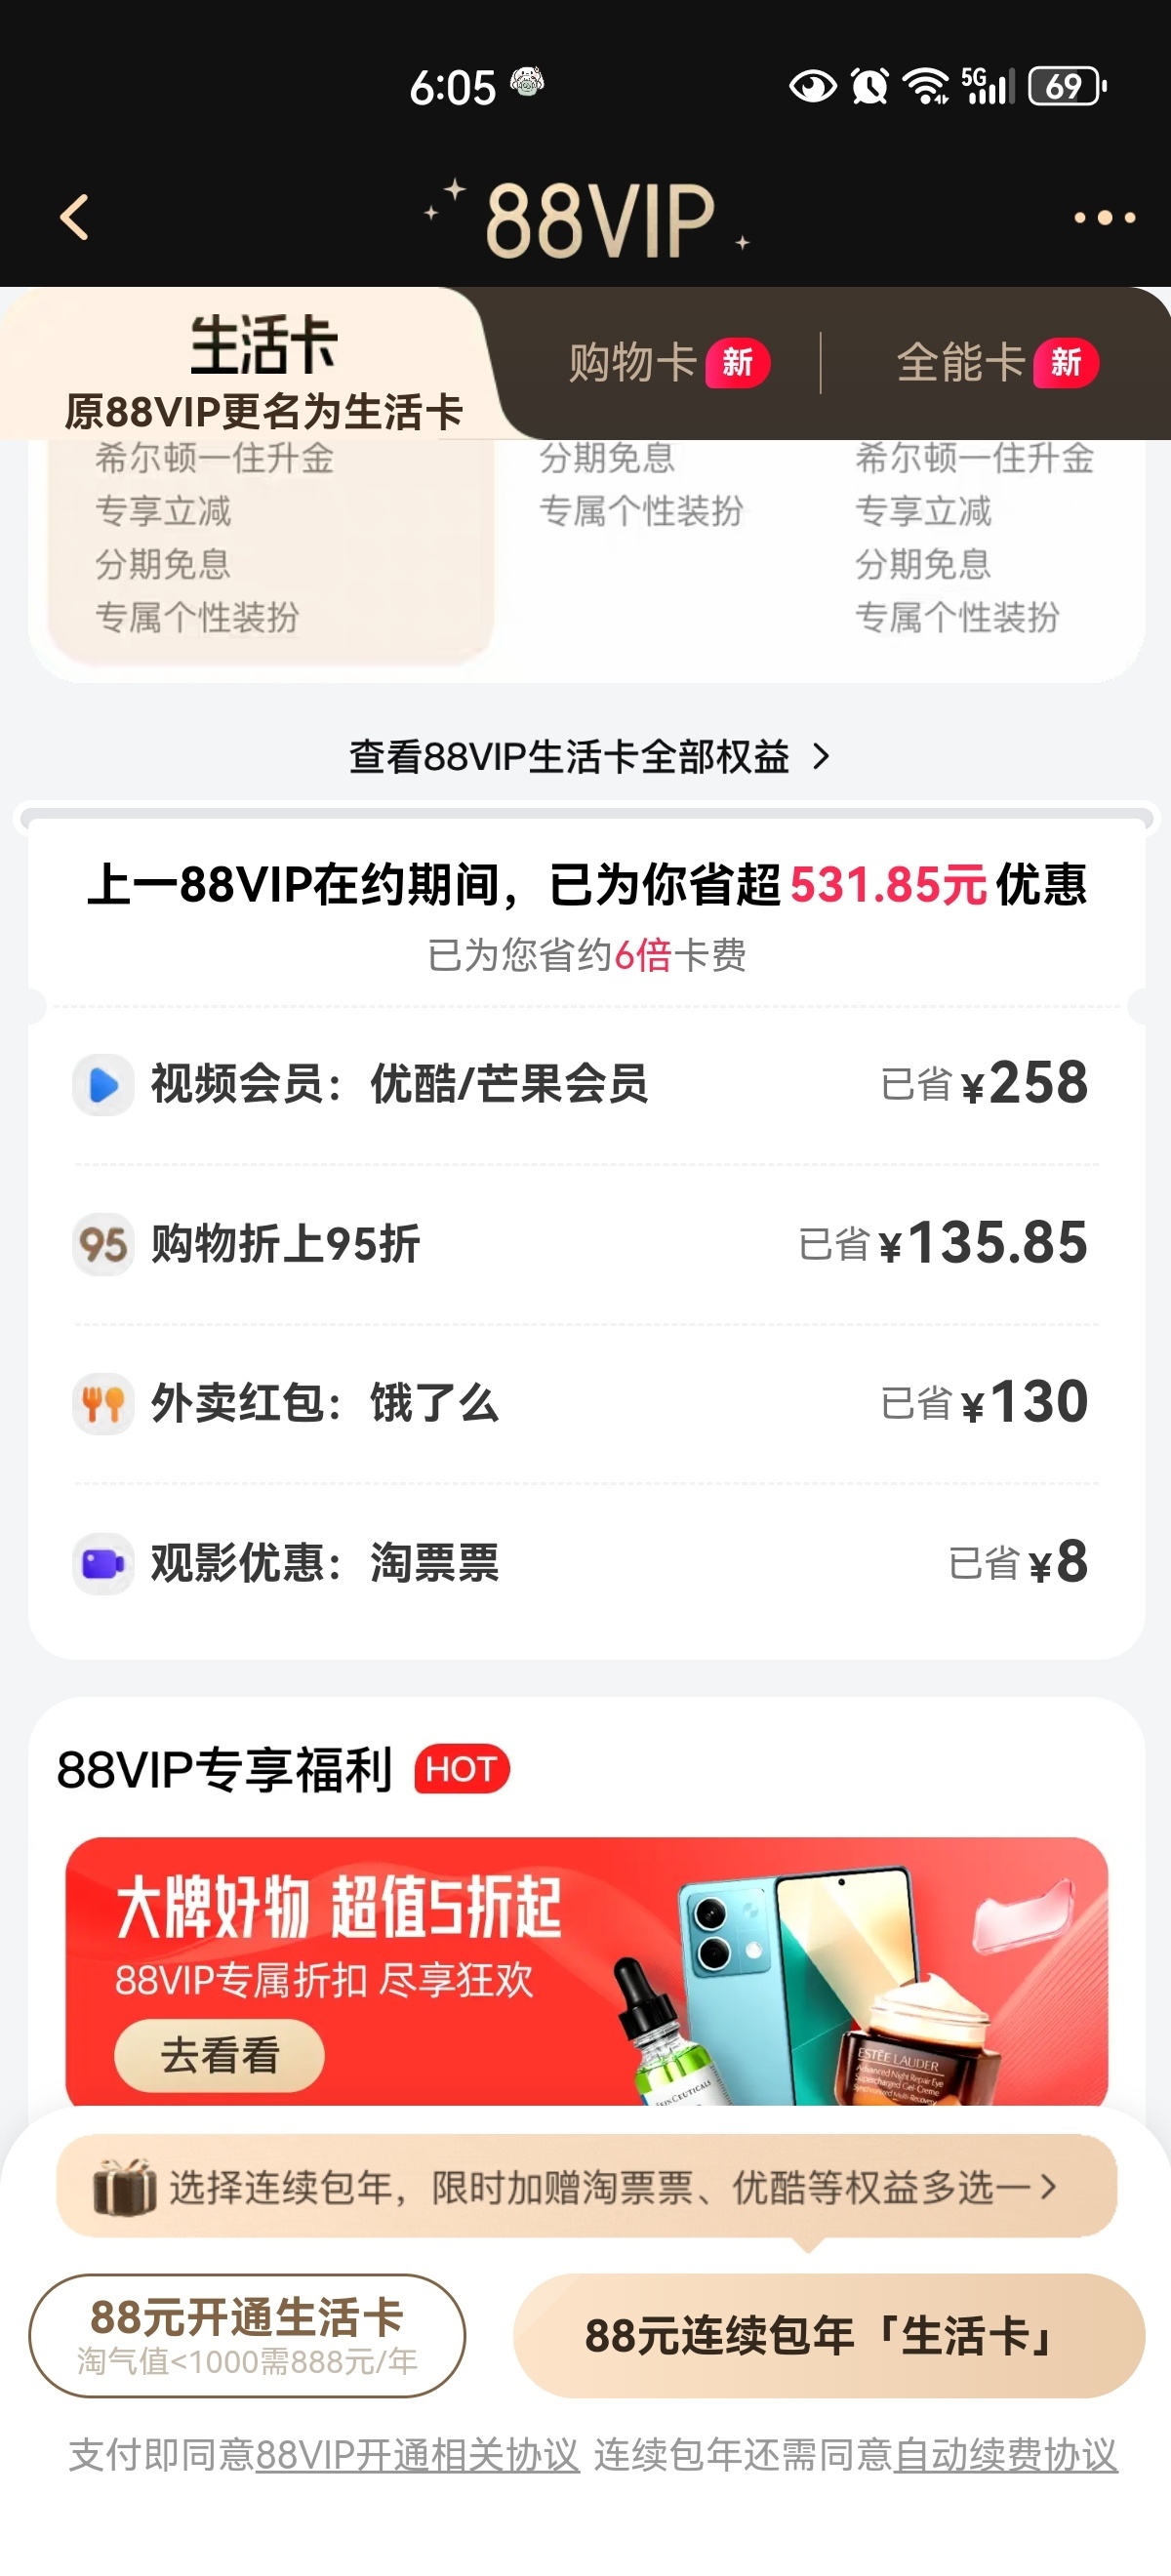 6:05
5G
69
88VIP
生活卡
原88VIP更名为生活卡
购物卡 新
全能卡 新
希尔顿一住升金
专享立减
分期免息
专属个性装扮
分期免息
专属个性装扮
希尔顿一住升金
专享立减
分期免息
专属个性装扮
查看88VIP生活卡全部权益 >
上一88VIP在约期间，已为你省超531.85元优惠
已为您省约6倍卡费
视频会员：优酷/芒果会员 已省¥258
95 购物折上95折 已省¥135.85
外卖红包：饿了么 已省¥130
观影优惠：淘票票 已省¥8
88VIP专享福利 HOT
大牌好物 超值5折起
88VIP专属折扣 尽享狂欢
去看看
SKINCEUTICALS
ESTĒE LAUDER
Advanced Night Repair Eye
Supercharged Gel-Creme
Synchronized Multi-Recovery
选择连续包年，限时加赠淘票票、优酷等权益多选一>
88元开通生活卡
淘气值<1000需888元/年
88元连续包年「生活卡」
支付即同意88VIP开通相关协议 连续包年还需同意自动续费协议